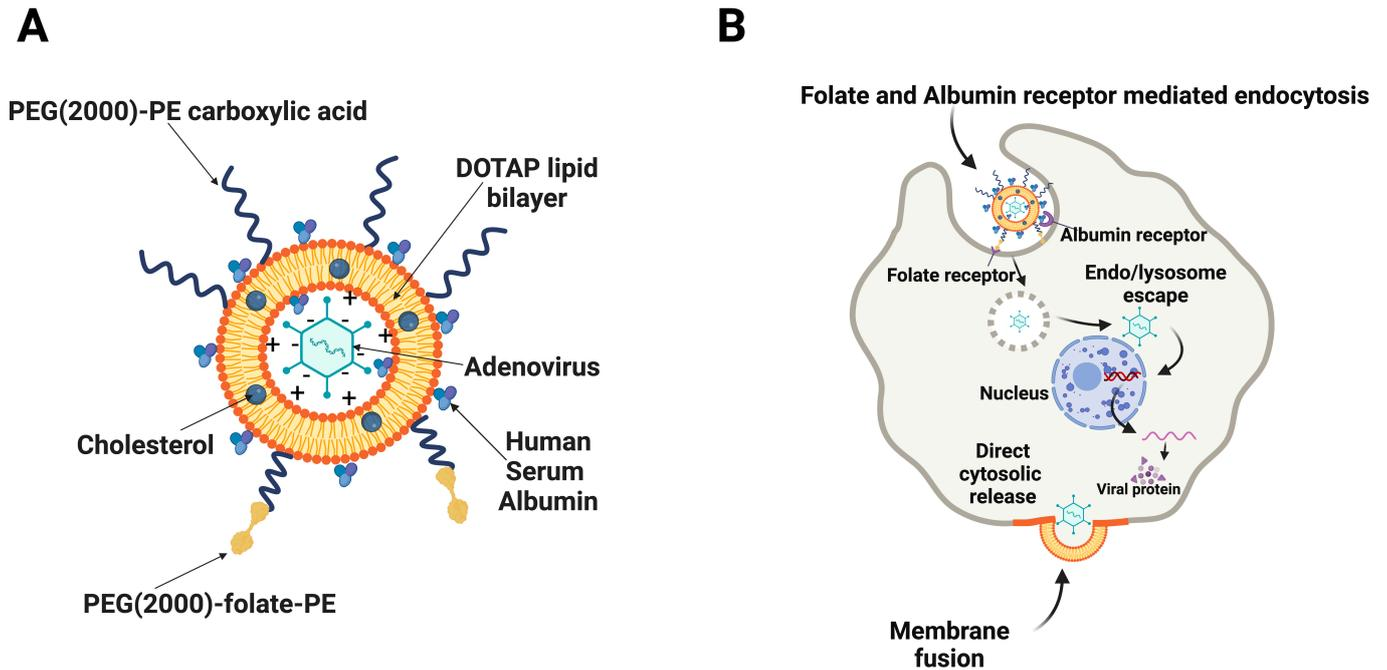 A
B
PEG(2000)-PE carboxylic acid
DOTAP lipid
bilayer
Adenovirus
Cholesterol
Human
Serum
Albumin
PEG(2000)-folate-PE
+
-
-
+
+
-
-
-
-
+
+
Folate and Albumin receptor mediated endocytosis
Albumin receptor
Folate receptor
Endo/lysosome
escape
Nucleus
Direct
cytosolic
release
Viral protein
Membrane
fusion